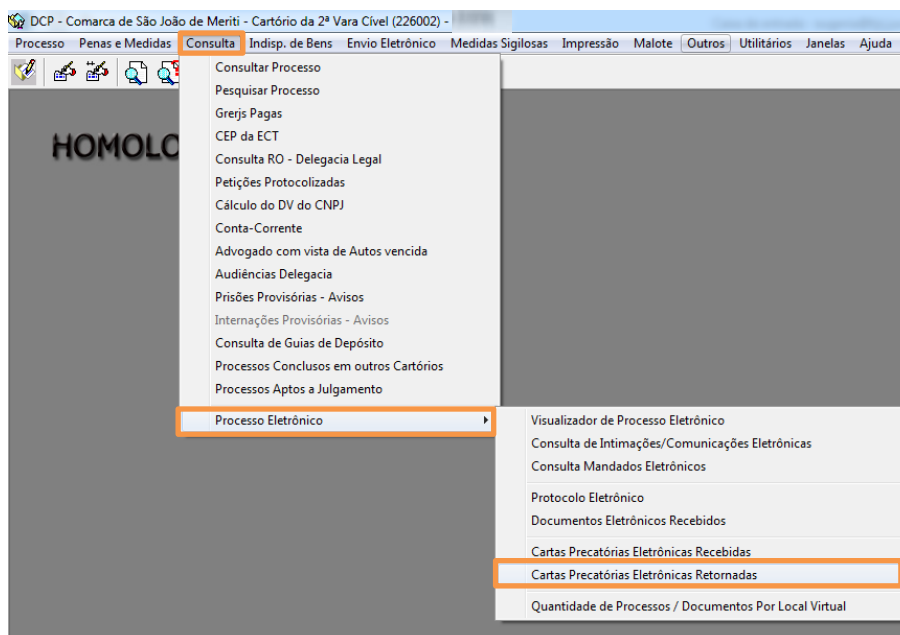 DCP - Comarca de São João de Meriti - Cartório da 2ª Vara Cível (226002) -
Processo Penas e Medidas Consulta Indisp. de Bens Envio Eletrônico Medidas Sigilosas Impressão Malote Outros Utilitários Janelas Ajuda
HOMOLO
Consultar Processo
Pesquisar Processo
Grerjs Pagas
CEP da ECT
Consulta RO - Delegacia Legal
Petições Protocolizadas
Cálculo do DV do CNPJ
Conta-Corrente
Advogado com vista de Autos vencida
Audiências Delegacia
Prisões Provisórias - Avisos
Internações Provisórias - Avisos
Consulta de Guias de Depósito
Processos Conclusos em outros Cartórios
Processos Aptos a Julgamento
Processo Eletrônico
Visualizador de Processo Eletrônico
Consulta de Intimações/Comunicações Eletrônicas
Consulta Mandados Eletrônicos
Protocolo Eletrônico
Documentos Eletrônicos Recebidos
Cartas Precatórias Eletrônicas Recebidas
Cartas Precatórias Eletrônicas Retornadas
Quantidade de Processos / Documentos Por Local Virtual